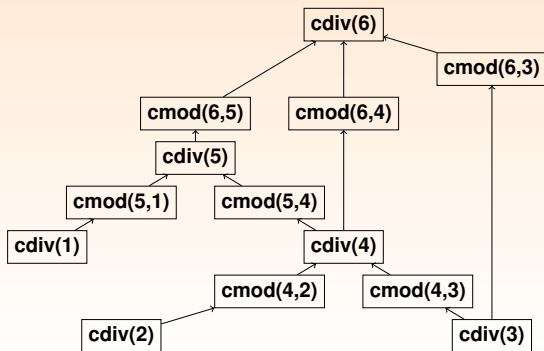 cdiv(6)
cmod(6,3)
cmod(6,5)
cmod(6,4)
cdiv(5)
cmod(5,1)
cmod(5,4)
cdiv(1)
cdiv(4)
cmod(4,2)
cmod(4,3)
cdiv(2)
cdiv(3)